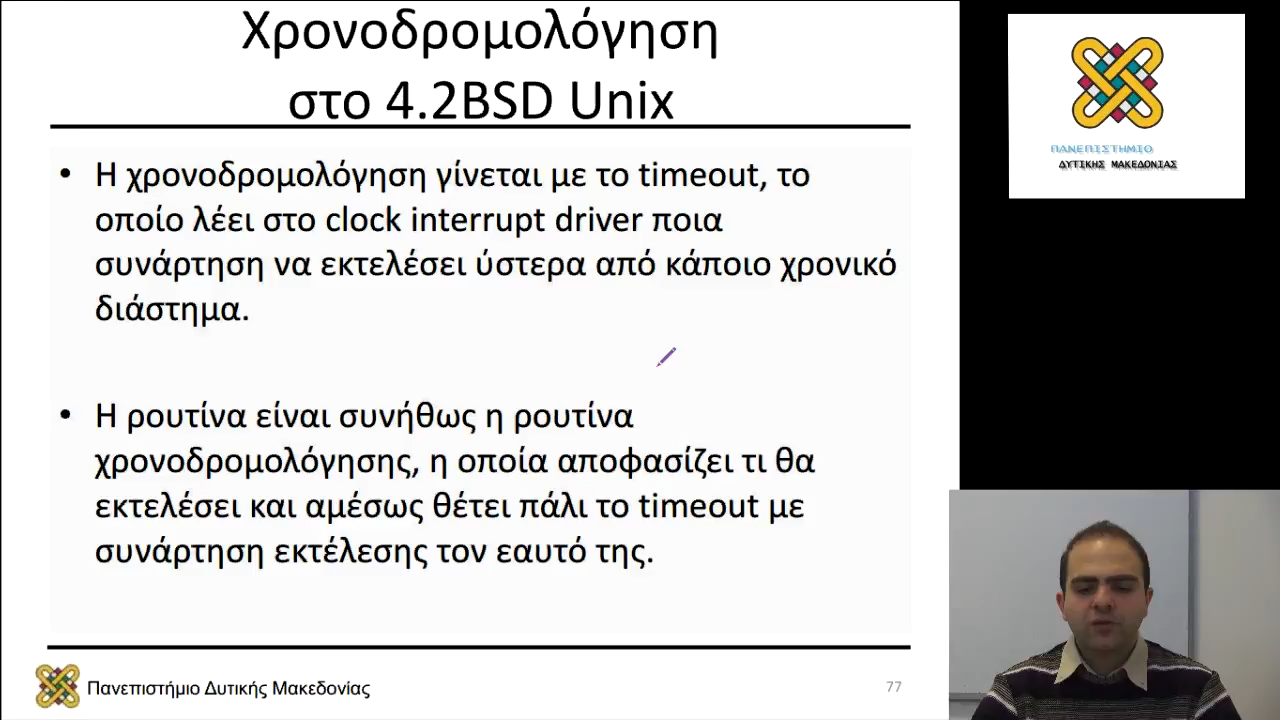 Χρονοδρομολόγηση
στο 4.2BSD Unix
• Η χρονοδρομολόγηση γίνεται με το timeout, το
οποίο λέει στο clock interrupt driver ποια
συνάρτηση να εκτελέσει ύστερα από κάποιο χρονικό
διάστημα.
• Η ρουτίνα είναι συνήθως η ρουτίνα
χρονοδρομολόγησης, η οποία αποφασίζει τι θα
εκτελέσει και αμέσως θέτει πάλι το timeout με
συνάρτηση εκτέλεσης τον εαυτό της.
Πανεπιστήμιο Δυτικής Μακεδονίας
77
ΠΑΝΕΠΙΣΤΗΜΙΟ
ΔΥΤΙΚΗΣ ΜΑΚΕΔΟΝΙΑΣ